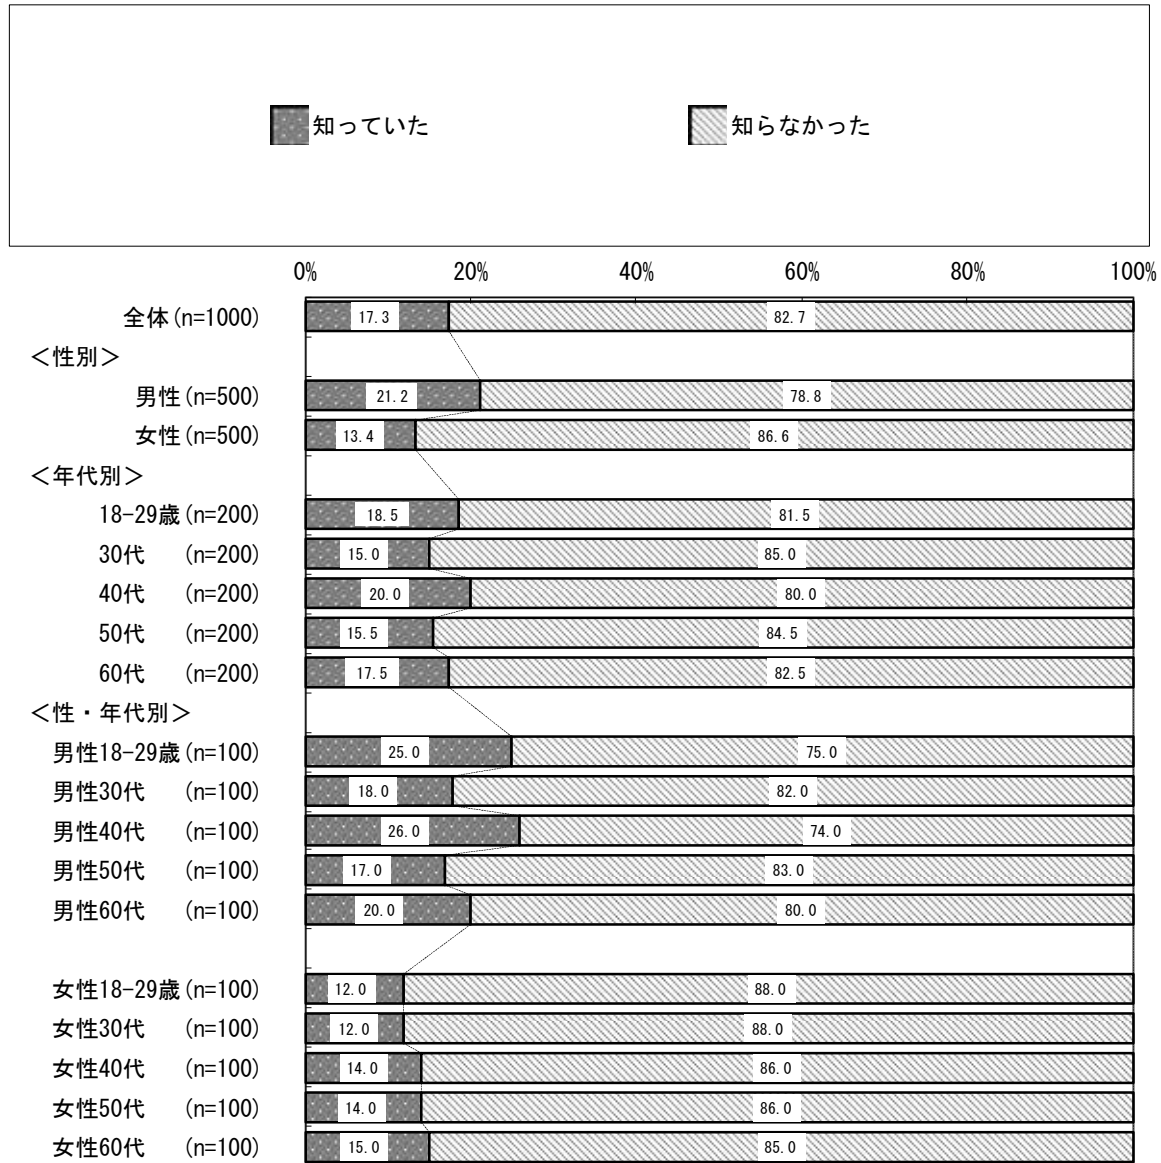 知っていた 知らなかった
0% 20% 40% 60% 80% 100%
全体(n=1000) 17.3 82.7
＜性別＞
男性(n=500) 21.2 78.8
女性(n=500) 13.4 86.6
＜年代別＞
18-29歳(n=200) 18.5 81.5
30代 (n=200) 15.0 85.0
40代 (n=200) 20.0 80.0
50代 (n=200) 15.5 84.5
60代 (n=200) 17.5 82.5
＜性・年代別＞
男性18-29歳(n=100) 25.0 75.0
男性30代 (n=100) 18.0 82.0
男性40代 (n=100) 26.0 74.0
男性50代 (n=100) 17.0 83.0
男性60代 (n=100) 20.0 80.0
女性18-29歳(n=100) 12.0 88.0
女性30代 (n=100) 12.0 88.0
女性40代 (n=100) 14.0 86.0
女性50代 (n=100) 14.0 86.0
女性60代 (n=100) 15.0 85.0